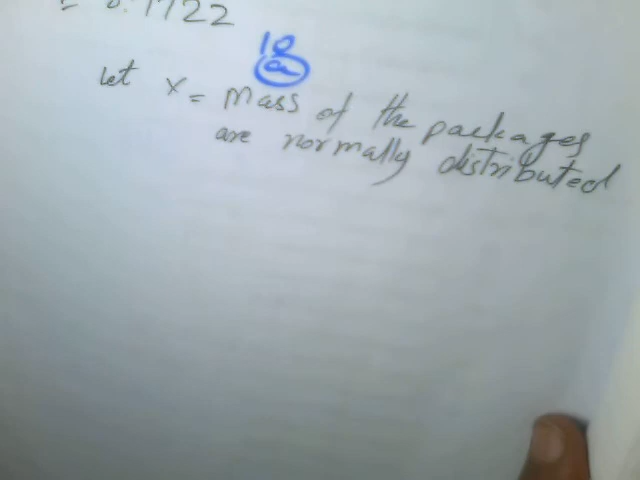 = 0.1722
18
a
Let x = mass of the packages
are normally distributed